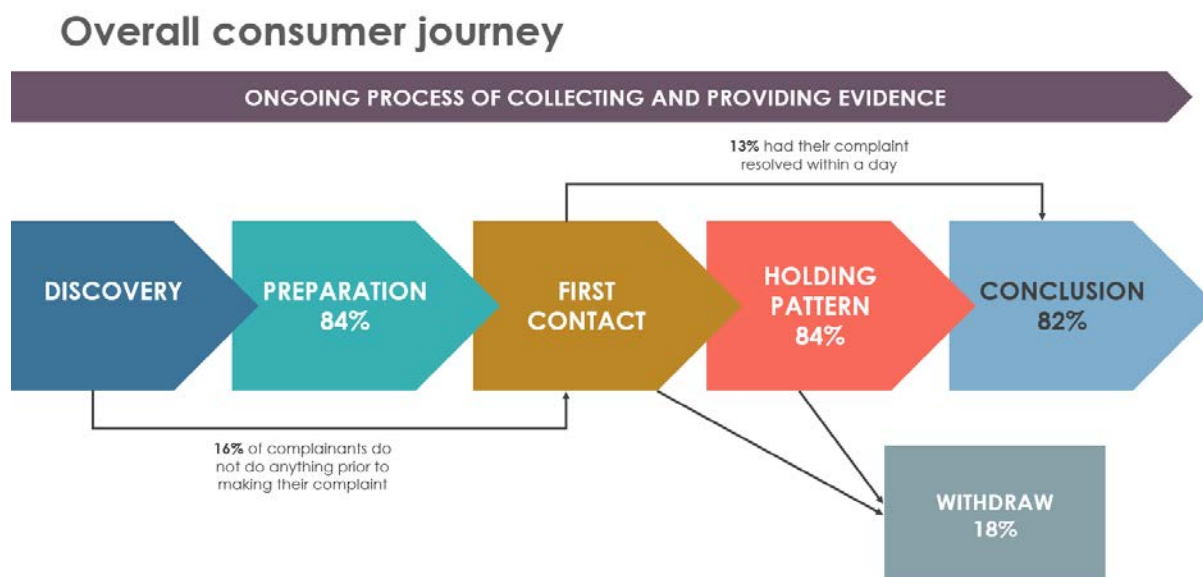 Overall consumer journey
ONGOING PROCESS OF COLLECTING AND PROVIDING EVIDENCE
13% had their complaint
resolved within a day
DISCOVERY
PREPARATION
84%
FIRST
CONTACT
HOLDING
PATTERN
84%
CONCLUSION
82%
16% of complainants do
not do anything prior to
making their complaint
WITHDRAW
18%